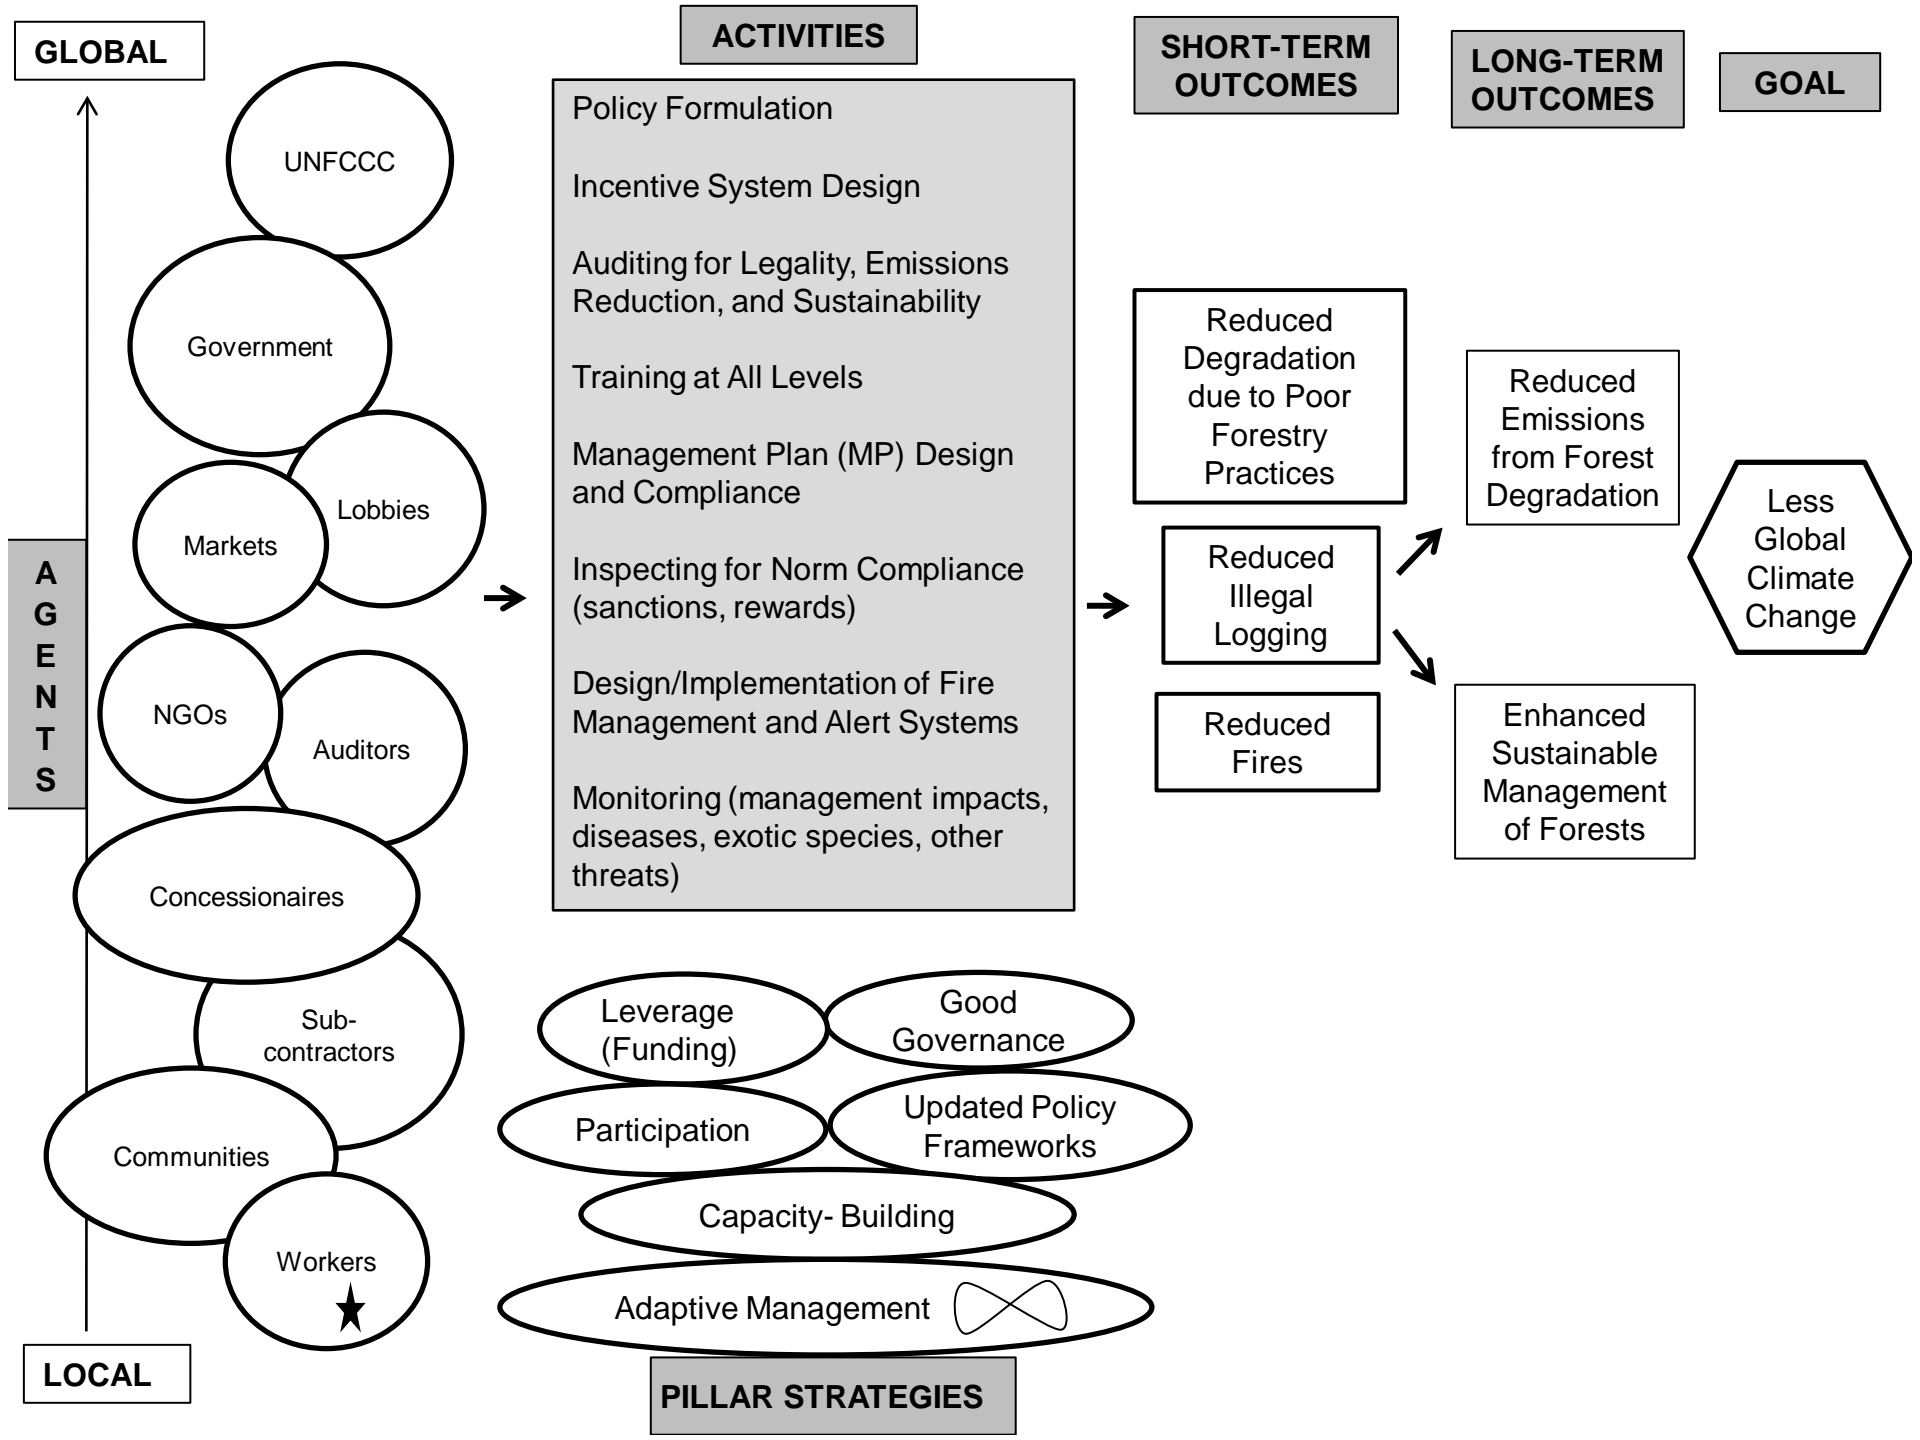 GLOBAL
UNFCCC
Government
Lobbies
Markets
A
G
E
N
T
S
NGOs
Auditors
Concessionaires
Sub-
contractors
Communities
Workers
LOCAL
ACTIVITIES
Policy Formulation
Incentive System Design
Auditing for Legality, Emissions
Reduction, and Sustainability
Training at All Levels
Management Plan (MP) Design
and Compliance
Inspecting for Norm Compliance
(sanctions, rewards)
Design/Implementation of Fire
Management and Alert Systems
Monitoring (management impacts,
diseases, exotic species, other
threats)
Leverage
(Funding)
Good
Governance
Participation
Updated Policy
Frameworks
Capacity- Building
Adaptive Management
PILLAR STRATEGIES
SHORT-TERM
OUTCOMES
Reduced
Degradation
due to Poor
Forestry
Practices
Reduced
Illegal
Logging
Reduced
Fires
LONG-TERM
OUTCOMES
Reduced
Emissions
from Forest
Degradation
Enhanced
Sustainable
Management
of Forests
GOAL
Less
Global
Climate
Change